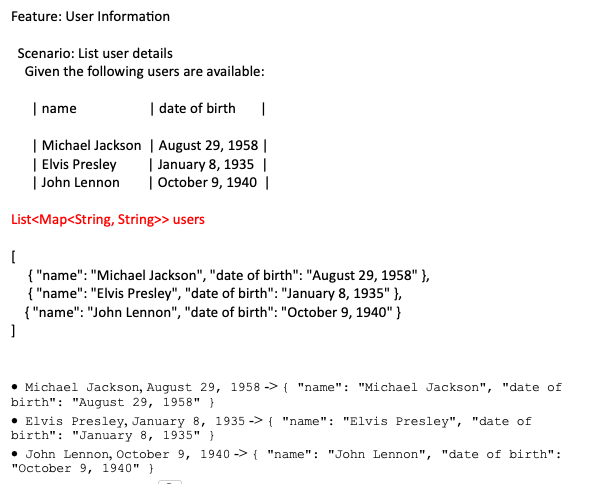 Feature: User Information
Scenario: List user details
Given the following users are available:
| name | date of birth |
| Michael Jackson | August 29, 1958 |
| Elvis Presley | January 8, 1935 |
| John Lennon | October 9, 1940 |
List<Map<String, String>> users
[
{ "name": "Michael Jackson", "date of birth": "August 29, 1958" },
{ "name": "Elvis Presley", "date of birth": "January 8, 1935" },
{ "name": "John Lennon", "date of birth": "October 9, 1940" }
]
• Michael Jackson, August 29, 1958 -> { "name": "Michael Jackson", "date of
birth": "August 29, 1958" }
• Elvis Presley, January 8, 1935 -> { "name": "Elvis Presley", "date of
birth": "January 8, 1935" }
• John Lennon, October 9, 1940 -> { "name": "John Lennon", "date of birth":
"October 9, 1940" }